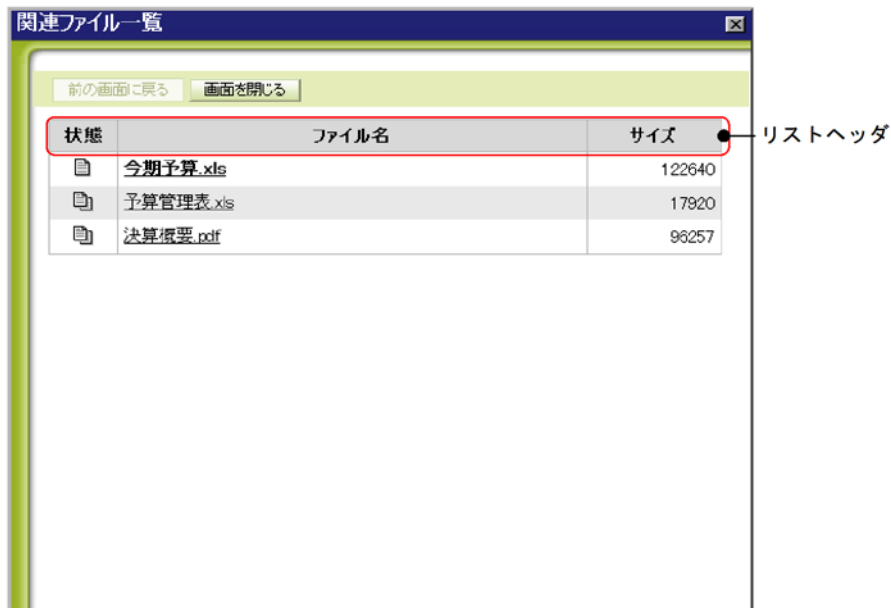 関連ファイル一覧
前の画面に戻る 画面を閉じる
状態 ファイル名 サイズ
リストヘッダ
今期予算.xls 122640
予算管理表.xls 17920
決算概要.pdf 96257